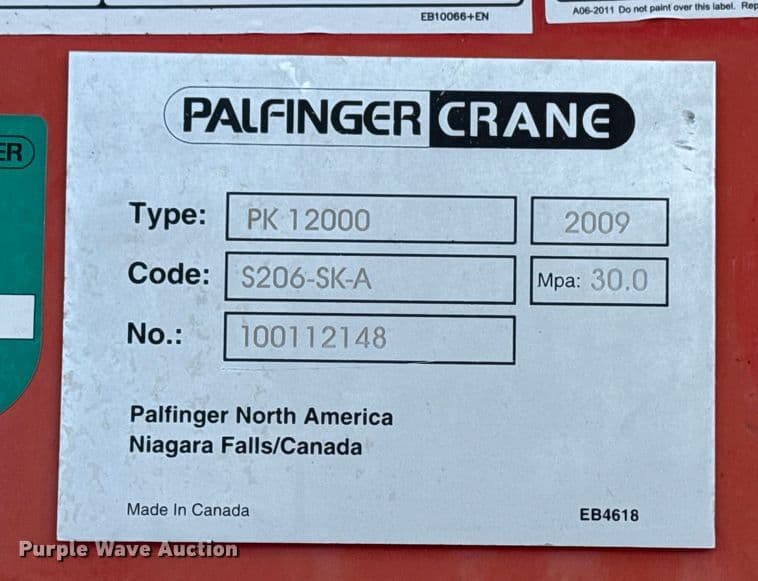 EB10066+EN
A06-2011 Do not paint over this label. Rep
ER
PALFINGER CRANE
Type: PK 12000 2009
Code: S206-SK-A Mpa: 30.0
No.: 100112148
Palfinger North America
Niagara Falls/Canada
Made In Canada EB4618
Purple Wave Auction